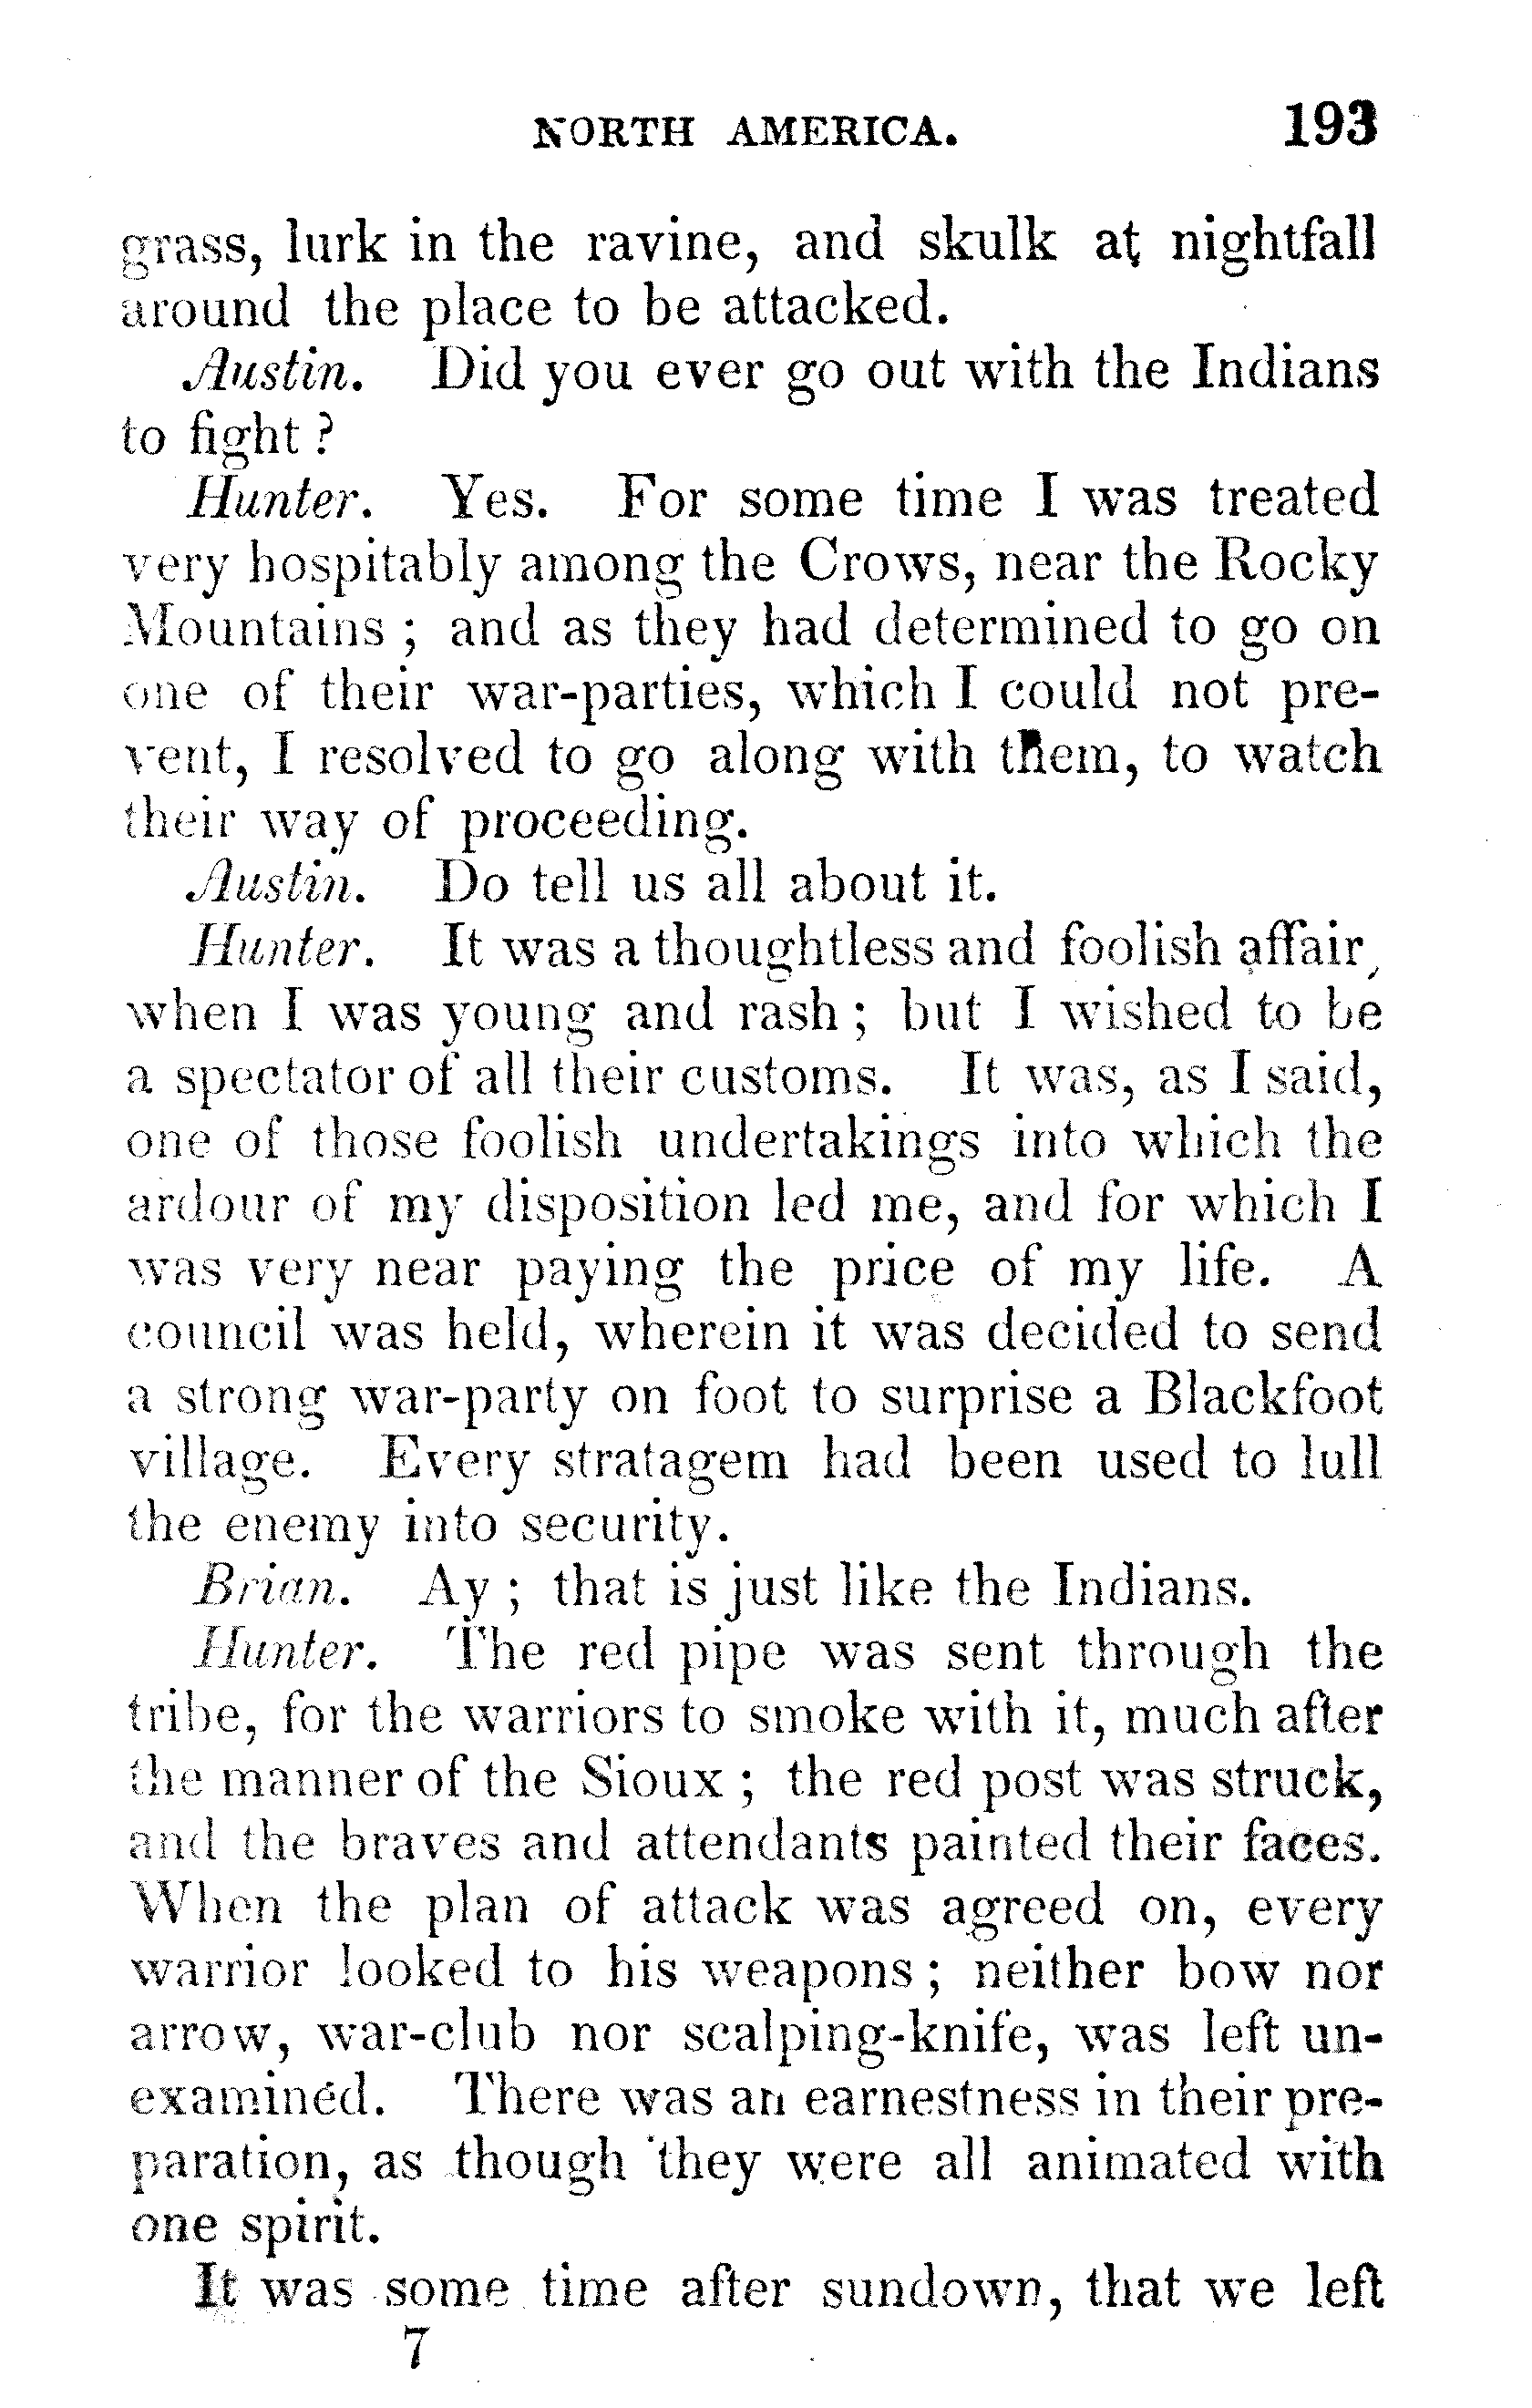 NORTH AMERICA. 193
grass, lurk in the ravine, and skulk at nightfall
around the place to be attacked.
Austin. Did you ever go out with the Indians
to fight ?
Hunter. Yes. For some time I was treated
very hospitably among the Crows, near the Rocky
Mountains ; and as they had determined to go on
one of their war-parties, which I could not pre-
vent, I resolved to go along with them, to watch
their way of proceeding.
Austin. Do tell us all about it.
Hunter. It was a thoughtless and foolish affair,
when I was young and rash ; but I wished to be
a spectator of all their customs. It was, as I said,
one of those foolish undertakings into which the
ardour of my disposition led me, and for which I
was very near paying the price of my life. A
council was held, wherein it was decided to send
a strong war-party on foot to surprise a Blackfoot
village. Every stratagem had been used to lull
the enemy into security.
Brian. Ay ; that is just like the Indians.
Hunter. The red pipe was sent through the
tribe, for the warriors to smoke with it, much after
the manner of the Sioux ; the red post was struck,
and the braves and attendants painted their faces.
When the plan of attack was agreed on, every
warrior looked to his weapons ; neither bow nor
arrow, war-club nor scalping-knife, was left un-
examined. There was an earnestness in their pre-
paration, as though they were all animated with
one spirit.
It was some time after sundown, that we left
7